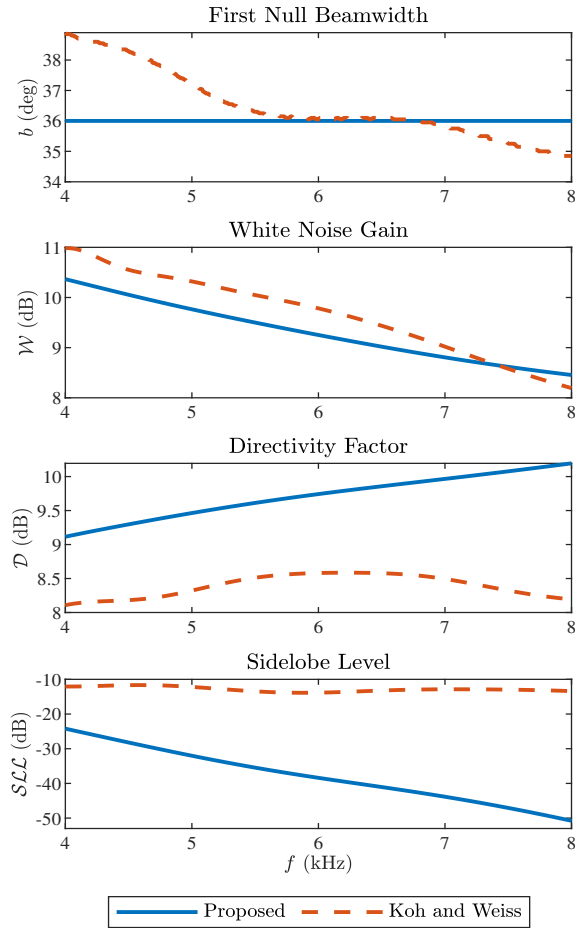 First Null Beamwidth
38
37
36
35
34
b (deg)
4 5 6 7 8
White Noise Gain
11
10
9
8
𝒲 (dB)
4 5 6 7 8
Directivity Factor
10
9.5
9
8.5
8
𝒟 (dB)
4 5 6 7 8
Sidelobe Level
-10
-20
-30
-40
-50
𝒮ℒℒ (dB)
4 5 6 7 8
f (kHz)
Proposed Koh and Weiss